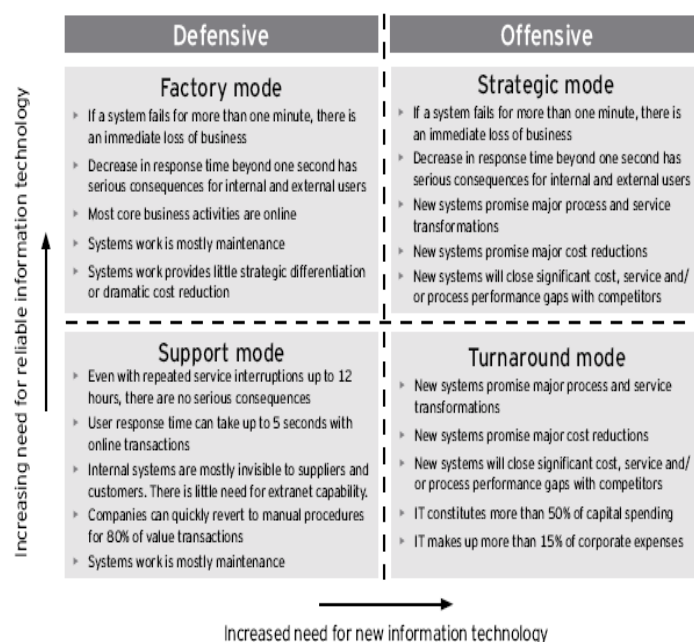 Defensive
Offensive
Increasing need for reliable information technology
Factory mode
If a system fails for more than one minute, there is
an immediate loss of business
Decrease in response time beyond one second has
serious consequences for internal and external users
Most core business activities are online
Systems work is mostly maintenance
Systems work provides little strategic differentiation
or dramatic cost reduction
Strategic mode
If a system fails for more than one minute, there is
an immediate loss of business
Decrease in response time beyond one second has
serious consequences for internal and external users
New systems promise major process and service
transformations
New systems promise major cost reductions
New systems will close significant cost, service and/
or process performance gaps with competitors
Support mode
Even with repeated service interruptions up to 12
hours, there are no serious consequences
User response time can take up to 5 seconds with
online transactions
Internal systems are mostly invisible to suppliers and
customers. There is little need for extranet capability.
Companies can quickly revert to manual procedures
for 80% of value transactions
Systems work is mostly maintenance
Turnaround mode
New systems promise major process and service
transformations
New systems promise major cost reductions
New systems will close significant cost, service and/
or process performance gaps with competitors
IT constitutes more than 50% of capital spending
IT makes up more than 15% of corporate expenses
Increased need for new information technology